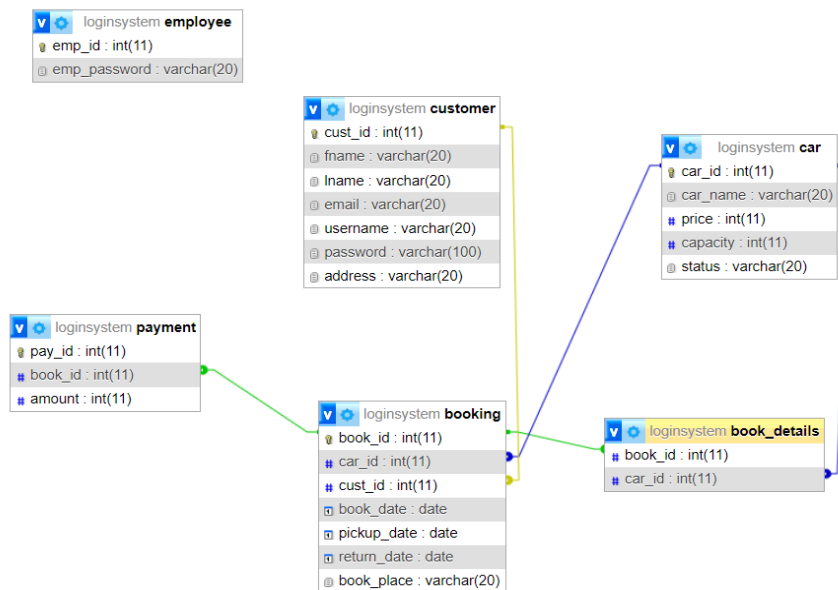 v loginsystem employee
emp_id : int(11)
emp_password : varchar(20)
v loginsystem customer
cust_id : int(11)
fname : varchar(20)
lname : varchar(20)
email : varchar(20)
username : varchar(20)
password : varchar(100)
address : varchar(20)
v loginsystem car
car_id : int(11)
car_name : varchar(20)
# price : int(11)
# capacity : int(11)
status : varchar(20)
v loginsystem payment
pay_id : int(11)
# book_id : int(11)
# amount : int(11)
v loginsystem booking
book_id : int(11)
# car_id : int(11)
# cust_id : int(11)
book_date : date
pickup_date : date
return_date : date
book_place : varchar(20)
v loginsystem book_details
# book_id : int(11)
# car_id : int(11)